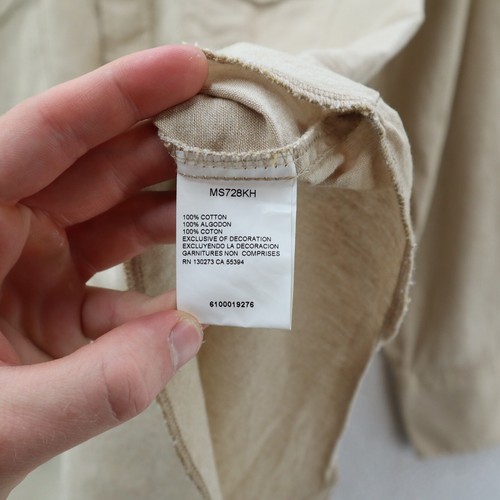 MS728KH
100% COTTON
100% ALGODON
100% COTON
EXCLUSIVE OF DECORATION
EXCLUYENDO LA DECORACION
GARNITURES NON COMPRISES
RN 130273 CA 55394
6100019276